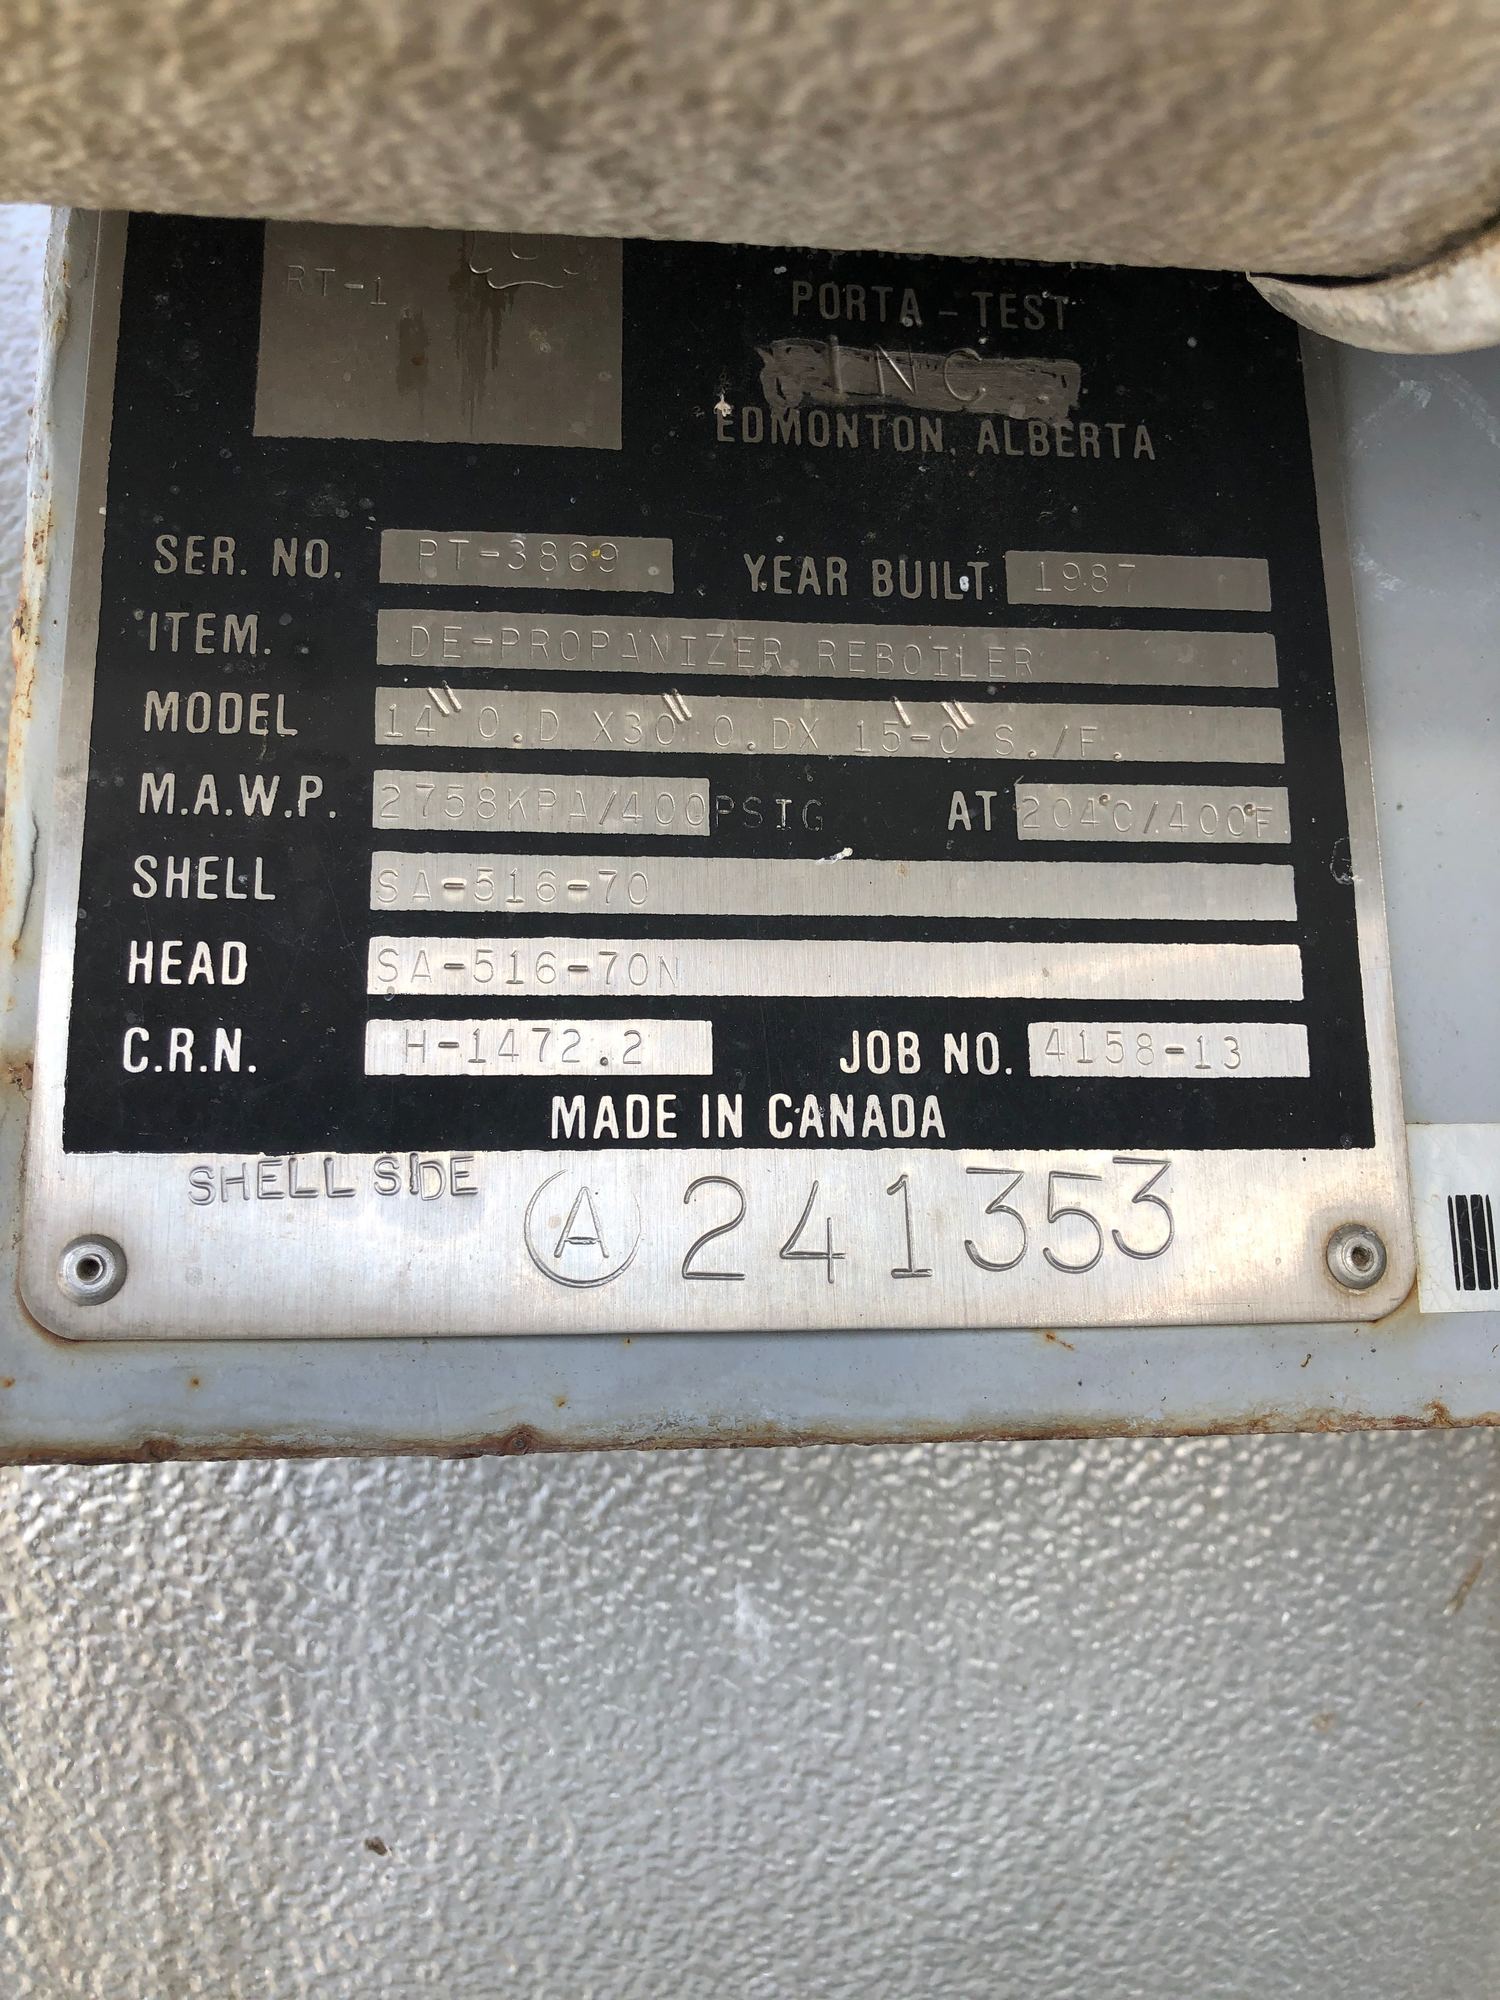 RT-1
PORTA - TEST
INC.
EDMONTON, ALBERTA
SER. NO. PT-3869 YEAR BUILT 1987
ITEM. DE-PROPANIZER REBOILER
MODEL 14" O.D X30" O.DX 15'-0" S./F.
M.A.W.P. 2758KPA/400PSIG AT 204°C/400°F
SHELL SA-516-70
HEAD SA-516-70N
C.R.N. H-1472.2 JOB NO. 4158-13
MADE IN CANADA
SHELL SIDE Ⓐ 241353